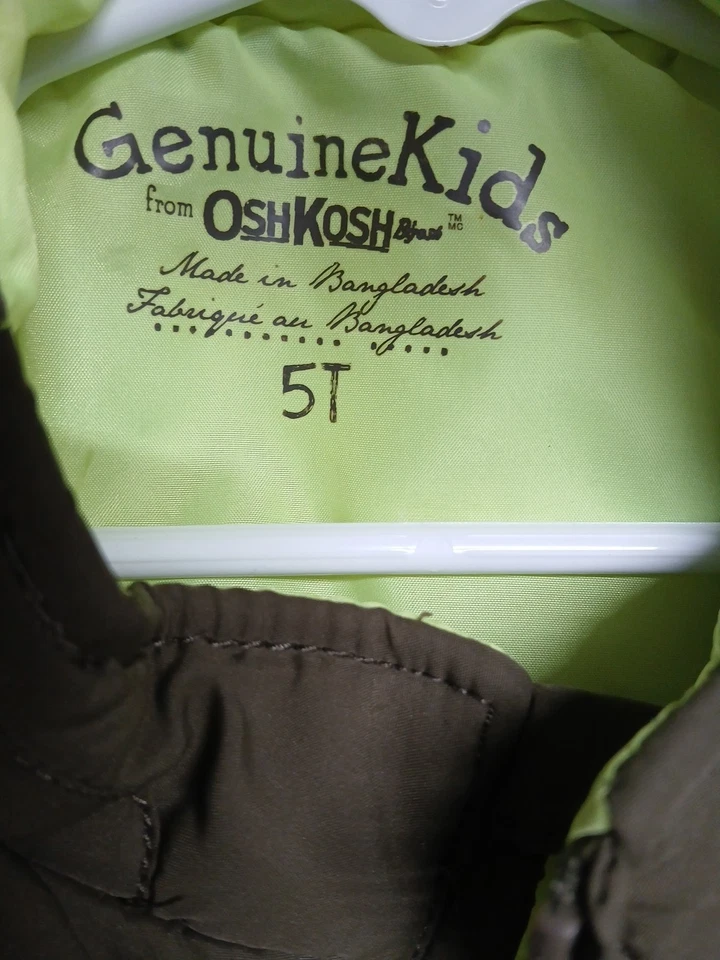 GenuineKids
from OSHKOSH B'gosh TM MC
Made in Bangladesh
Fabriqué au Bangladesh
5T